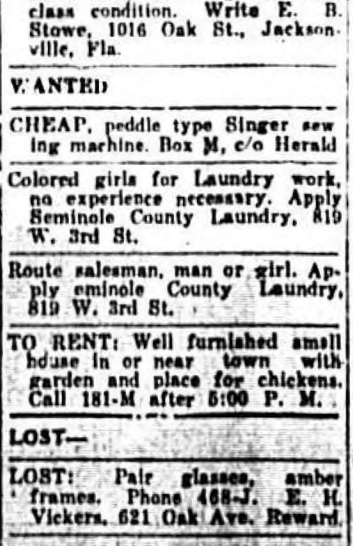 class condition. Write E. B.
Stowe, 1016 Oak St., Jackson-
ville, Fla.
WANTED
CHEAP, peddle type Singer sew
ing machine. Box M, c/o Herald
Colored girls for Laundry work,
no experience necessary. Apply
Seminole County Laundry, 819
W. 3rd St.
Route salesman, man or girl. Ap-
ply eminole County Laundry,
819 W. 3rd St.
TO RENT: Well furnished small
house in or near town with
garden and place for chickens.
Call 181-M after 5:00 P. M.
LOST—
LOST: Pair glasses, amber
frames. Phone 468-J. E. H.
Vickers, 621 Oak Ave. Reward.